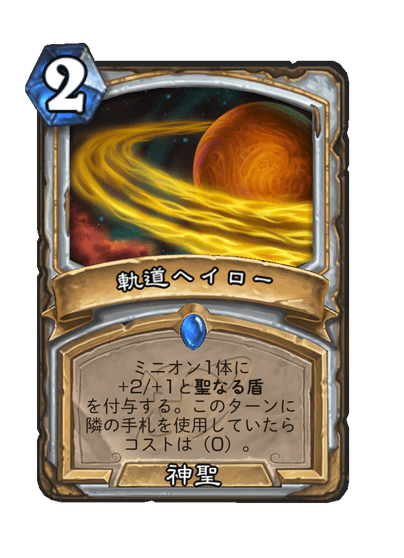 2
軌道ヘイロー
ミニオン1体に
+2/+1と聖なる盾
を付与する。このターンに
隣の手札を使用していたら
コストは（0）。
神聖